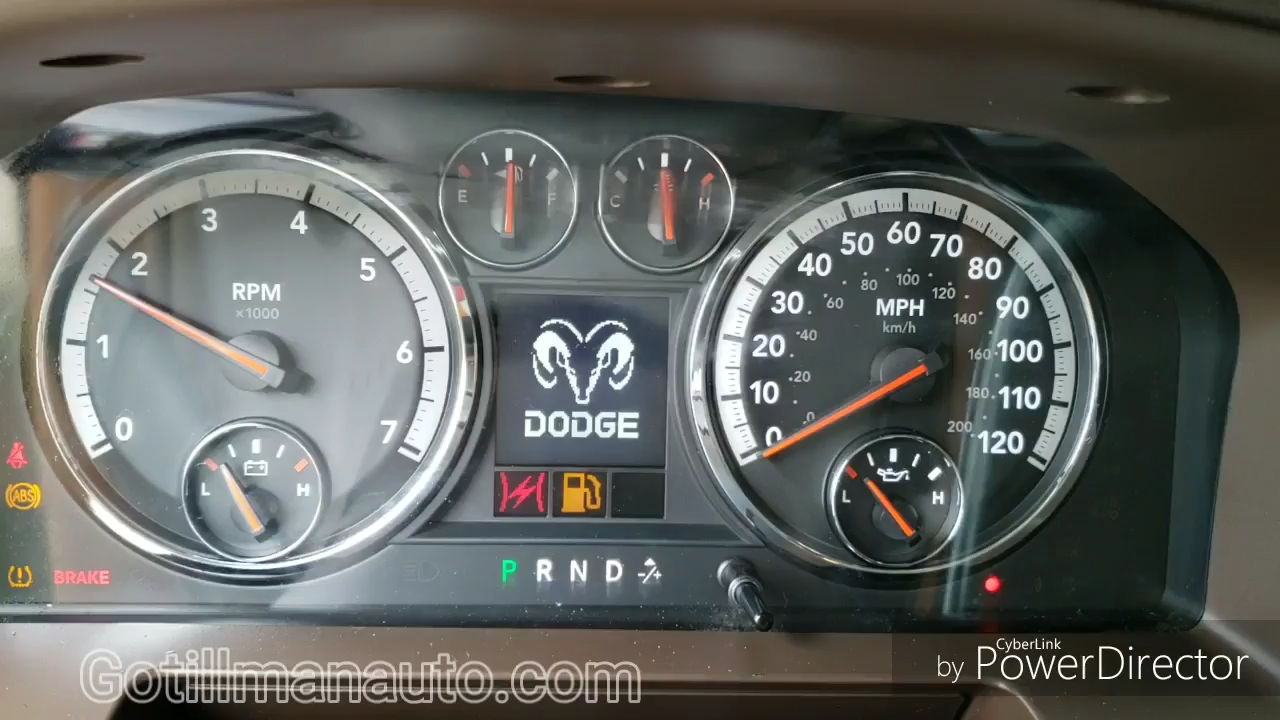 3 4
2 5
1 6
0 7
RPM
×1000
E F
C H
50 60 70
40 80
30 90
20 100
10 110
0 120
MPH
km/h
0 20 40 60 80 100 120 140 160 180 200
L H
DODGE
L H
ABS
BRAKE
P R N D -/+
Gotillmanauto.com
CyberLink
by PowerDirector